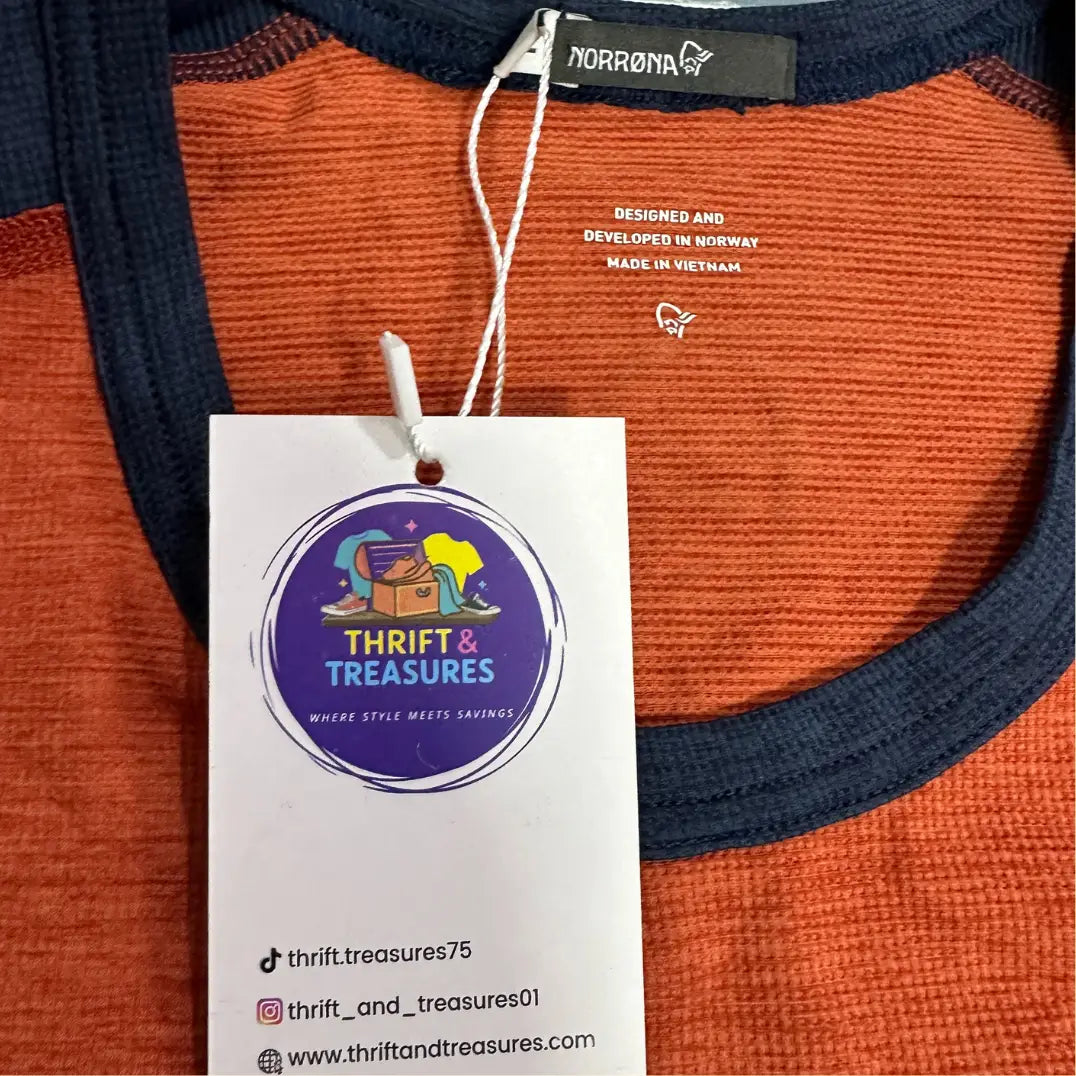 NORRØNA
DESIGNED AND
DEVELOPED IN NORWAY
MADE IN VIETNAM
THRIFT &
TREASURES
WHERE STYLE MEETS SAVINGS
thrift.treasures75
thrift_and_treasures01
www.thriftandtreasures.com